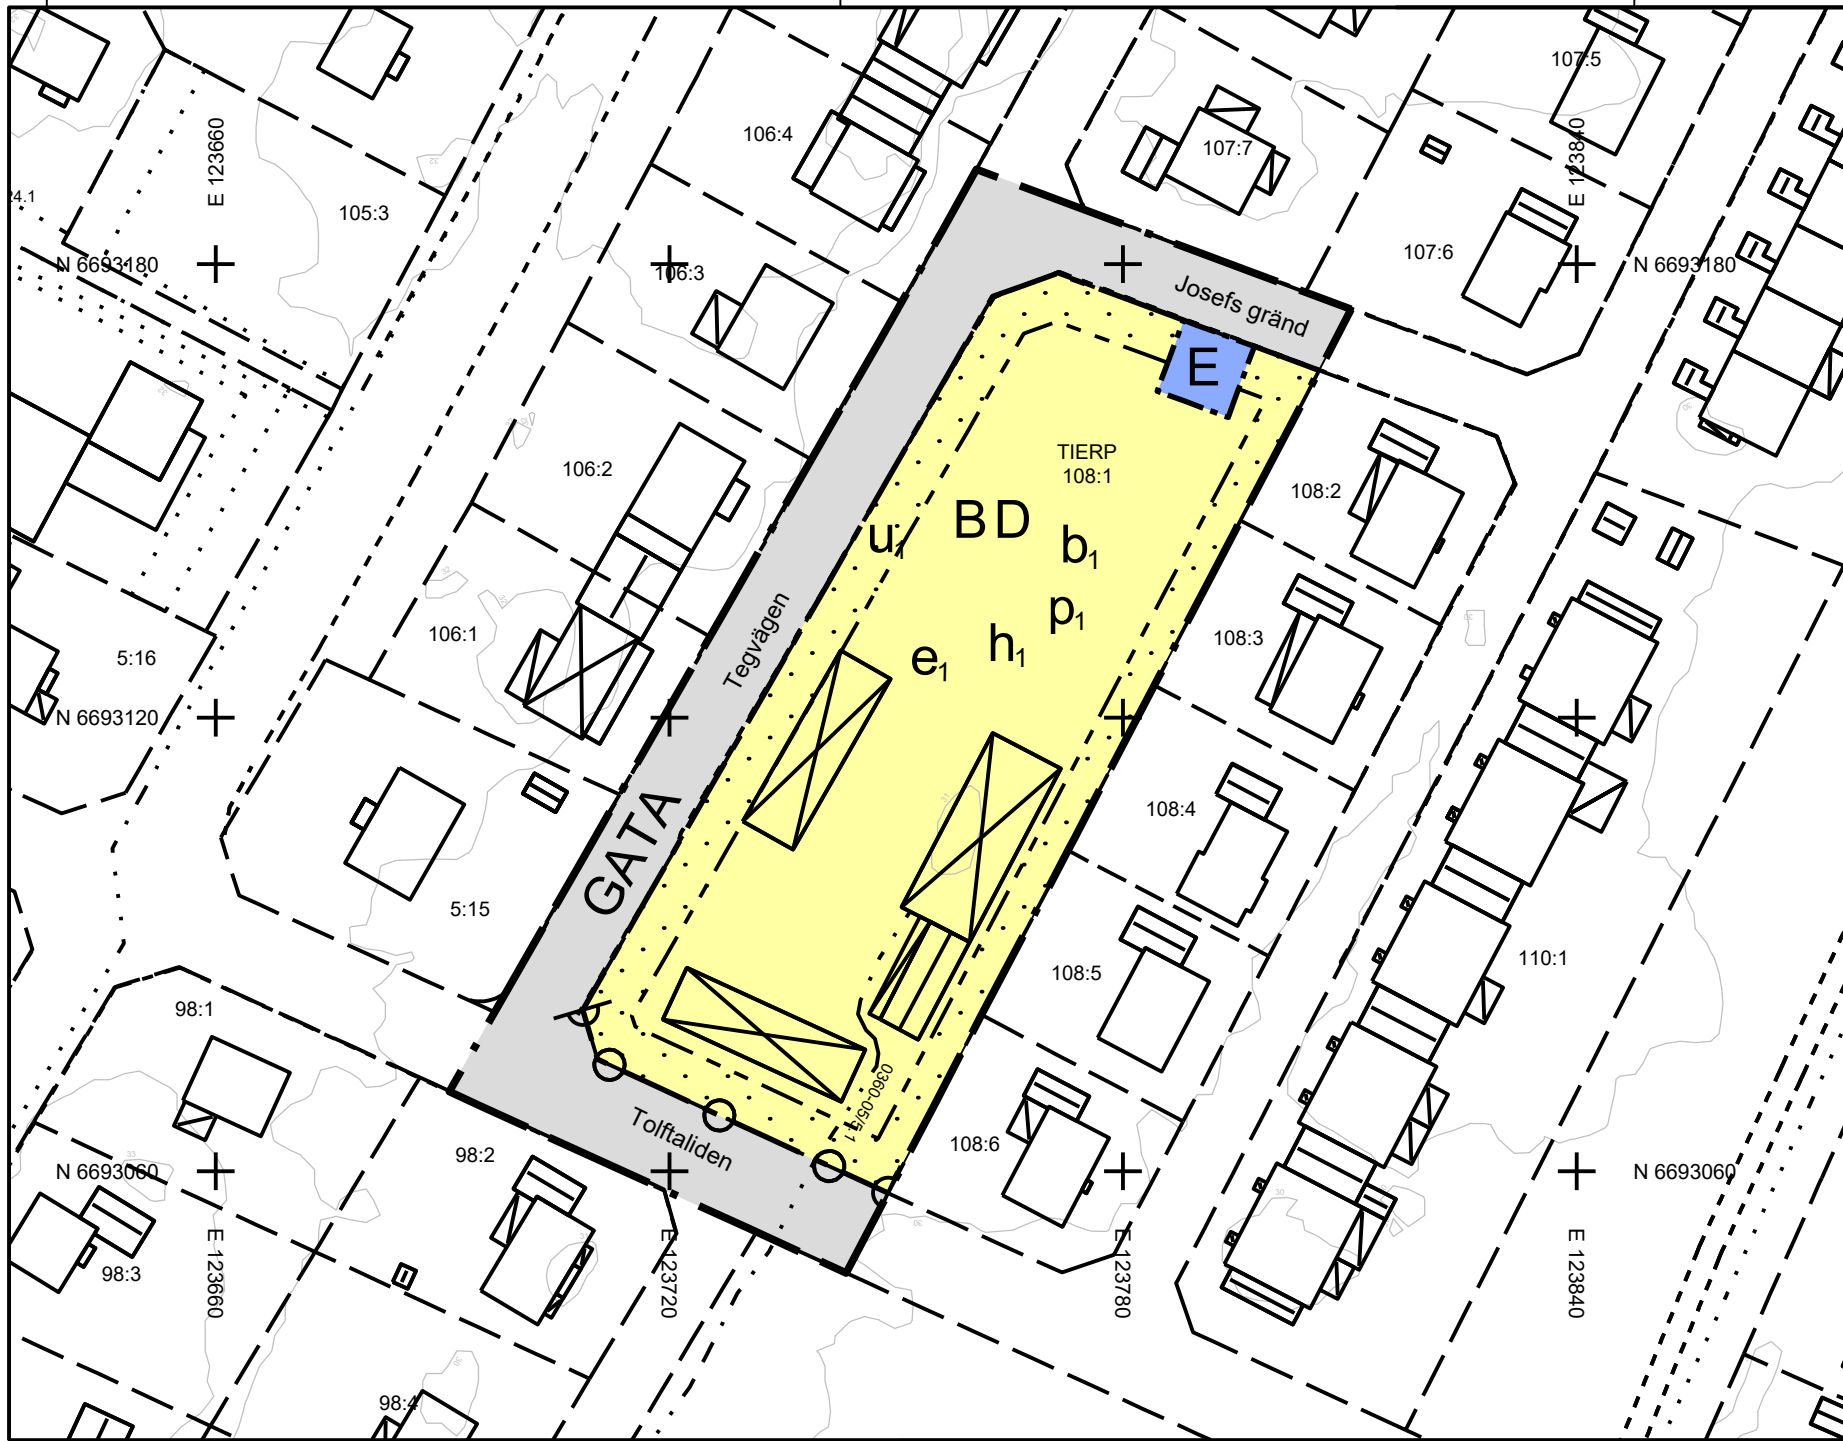 107:5
E 123660
106:4
107:7
E 123840
24.1
105:3
107:6
N 6693180
106:3
N 6693180
Josefs gränd
E
TIERP
108:1
106:2
108:2
BD
u1
b1
p1
106:1
Tegvägen
h1
e1
108:3
5:16
N 6693120
108:4
GATA
5:15
110:1
108:5
98:1
0360-05/5.1
Tolftaliden
108:6
98:2
N 6693060
N 6693060
98:3
E 123660
E 123720
E 123780
E 123840
98:4